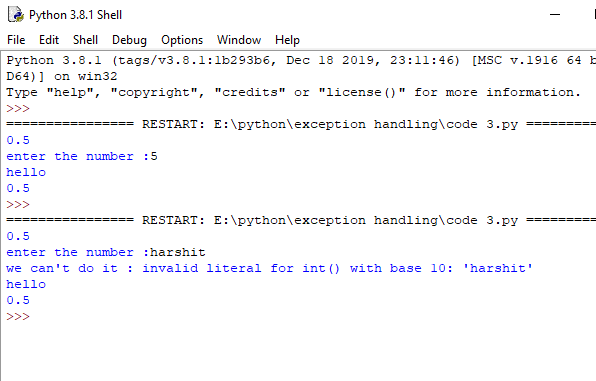 Python 3.8.1 Shell
File Edit Shell Debug Options Window Help
Python 3.8.1 (tags/v3.8.1:1b293b6, Dec 18 2019, 23:11:46) [MSC v.1916 64 b
D64)] on win32
Type "help", "copyright", "credits" or "license()" for more information.
>>>
================ RESTART: E:\python\exception handling\code 3.py =========
0.5
enter the number :5
hello
0.5
>>>
================ RESTART: E:\python\exception handling\code 3.py =========
0.5
enter the number :harshit
we can't do it : invalid literal for int() with base 10: 'harshit'
hello
0.5
>>>